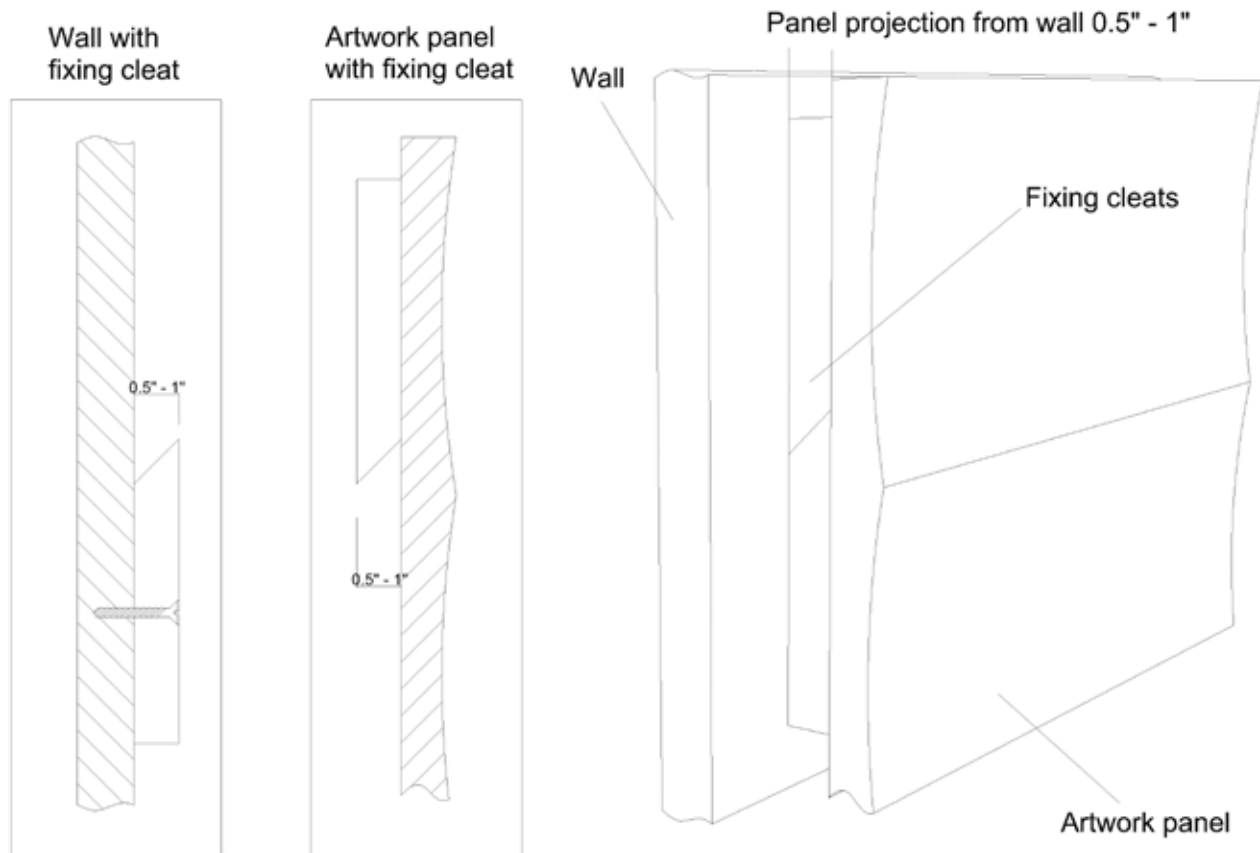 Wall with
fixing cleat
0.5" - 1"
Artwork panel
with fixing cleat
0.5" - 1"
Panel projection from wall 0.5" - 1"
Wall
Fixing cleats
Artwork panel